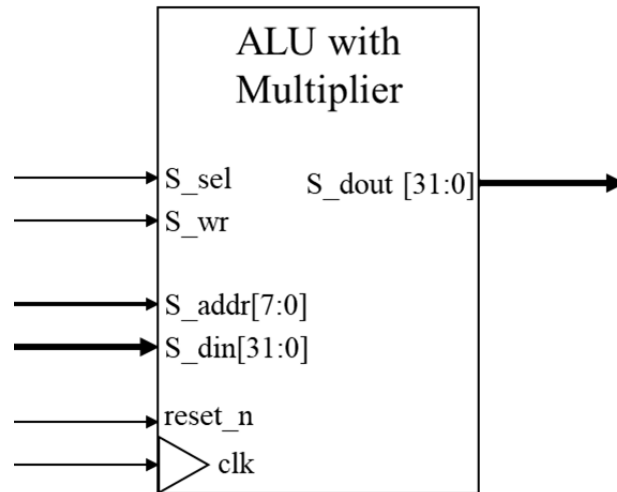 ALU with
Multiplier
S_sel
S_dout [31:0]
S_wr
S_addr[7:0]
S_din[31:0]
reset_n
clk